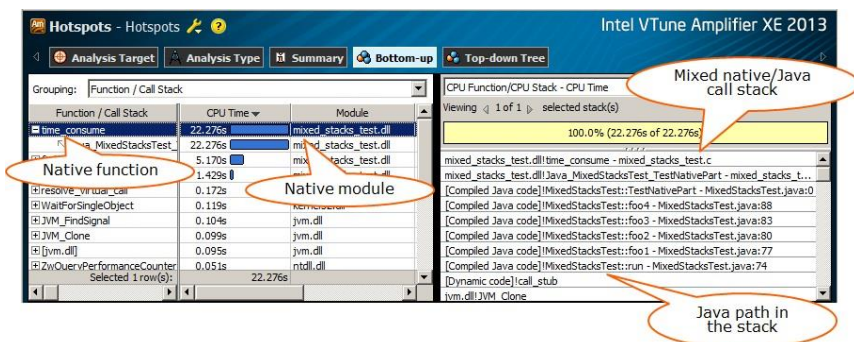 Hotspots - Hotspots
Intel VTune Amplifier XE 2013
Analysis Target
Analysis Type
Summary
Bottom-up
Top-down Tree
Grouping: Function / Call Stack
Function / Call Stack CPU Time Module
time_consume 22.276s mixed_stacks_test.dll
_MixedStacksTest_ 22.276s mixed_stacks_test.dll
5.170s
1.429s
resolve_virtual_call 0.172s
WaitForSingleObject 0.119s
JVM_FindSignal 0.104s jvm.dll
JVM_Clone 0.099s jvm.dll
[jvm.dll] 0.095s jvm.dll
ZwQueryPerformanceCounter 0.051s ntdll.dll
Selected 1 row(s): 22.276s
Native function
Native module
CPU Function/CPU Stack - CPU Time
Viewing 1 of 1 selected stack(s)
100.0% (22.276s of 22.276s)
mixed_stacks_test.dll!time_consume - mixed_stacks_test.c
mixed_stacks_test.dll!Java_MixedStacksTest_TestNativePart - mixed_stacks_t...
[Compiled Java code]!MixedStacksTest::TestNativePart - MixedStacksTest.java:0
[Compiled Java code]!MixedStacksTest::foo4 - MixedStacksTest.java:88
[Compiled Java code]!MixedStacksTest::foo3 - MixedStacksTest.java:83
[Compiled Java code]!MixedStacksTest::foo2 - MixedStacksTest.java:80
[Compiled Java code]!MixedStacksTest::foo1 - MixedStacksTest.java:77
[Compiled Java code]!MixedStacksTest::run - MixedStacksTest.java:74
[Dynamic code]!call_stub
jvm.dll!JVM_Clone
Mixed native/Java
call stack
Java path in
the stack